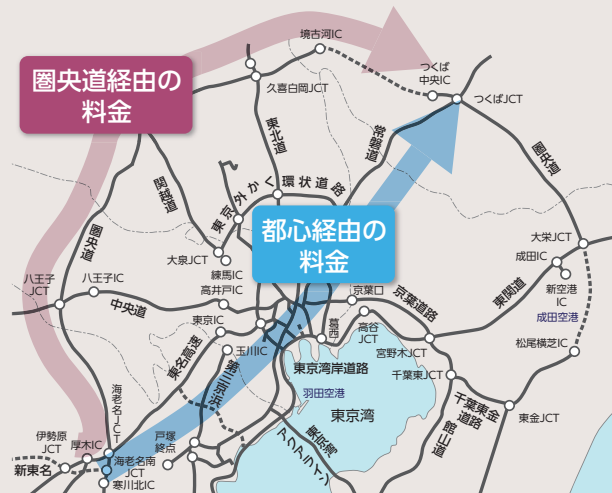 境古河IC
つくば
中央IC
つくばJCT
圏央道経由の
料金
久喜白岡JCT
東北道
常磐道
圏央道
関越道
東京外かく環状道路
都心経由の
料金
大泉JCT
練馬IC
高井戸IC
圏央道
八王子
JCT
八王子IC
中央道
大栄JCT
成田IC
新空港
IC
成田空港
東関道
京葉口
京葉道路
葛西
高谷
JCT
宮野木JCT
松尾横芝IC
東京IC
玉川IC
東名高速
第三京浜
東京湾岸道路
羽田空港
東京湾
千葉東JCT
千葉東金
道路
東金JCT
館山道
東京湾
アクアライン
海老名JCT
伊勢原
JCT
厚木IC
戸塚
終点
新東名
海老名南
JCT
寒川北IC